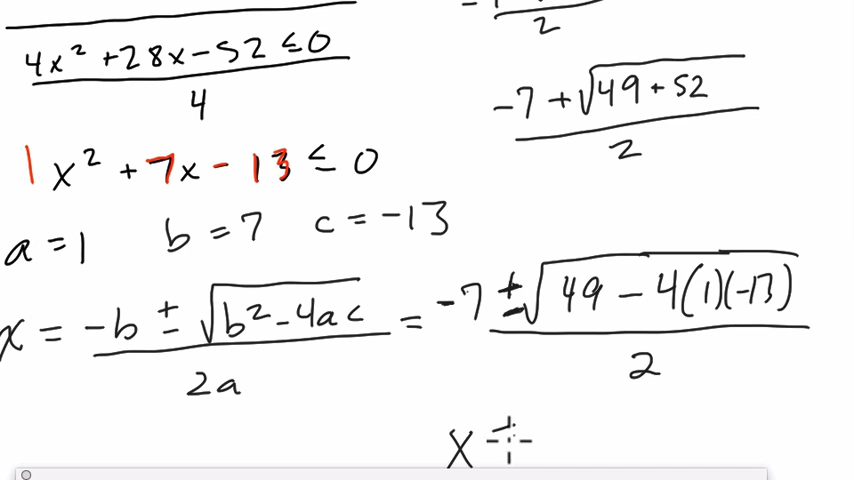 4x² + 28x - 52 ≤ 0
4
1x² + 7x - 13 ≤ 0
a = 1 b = 7 c = -13
x = -b ± √b² - 4ac / 2a = -7 ± √49 - 4(1)(-13) / 2
2
-7 + √49 + 52
2
x =